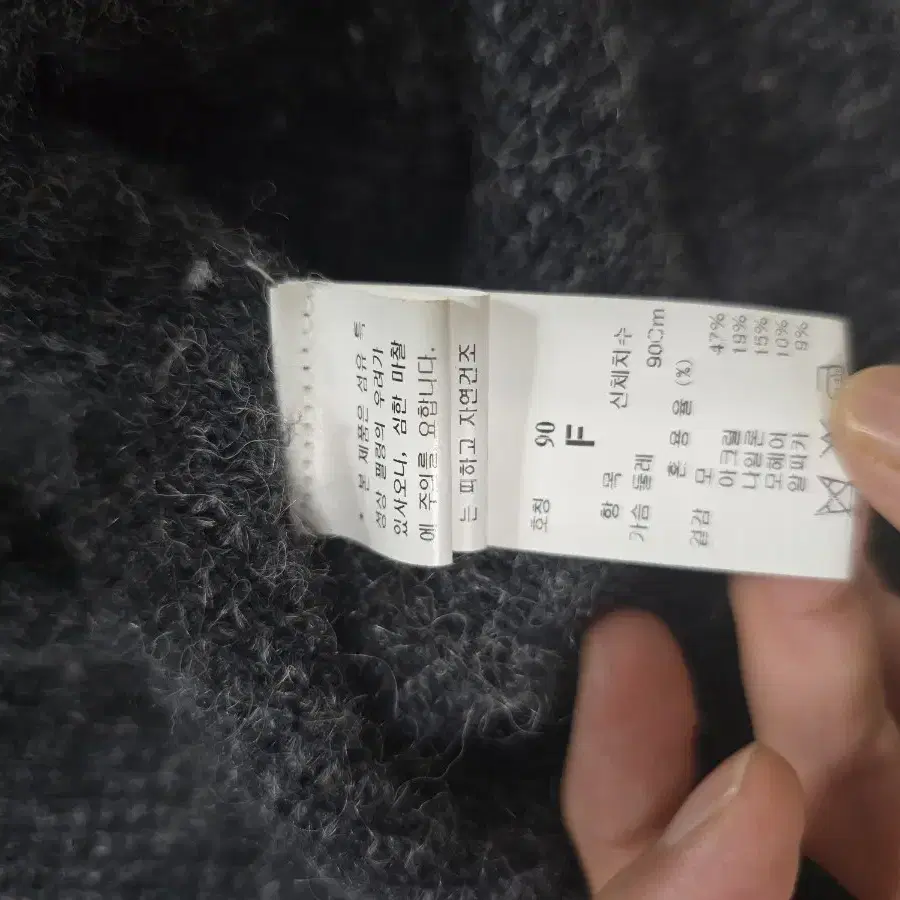 * 본 제품은 섬유 특
성상 필링의 우려가
있사오니, 심한 마찰
에 주의를 요합니다.
는 피하고 자연건조
호칭 90
F
항 목 신체치수
가슴 둘레 90Cm
혼 용 율 (%)
겉감 모 47%
아크릴 19%
나일론 15%
모헤어 10%
알파카 9%